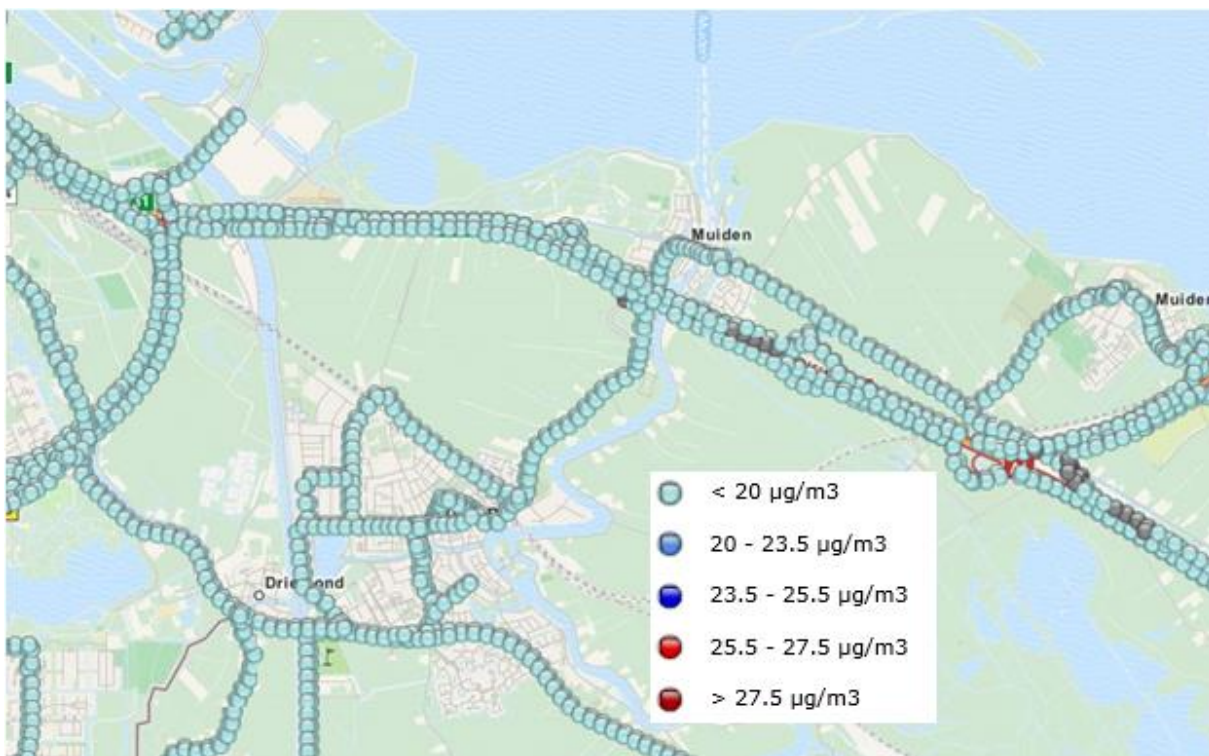 Muiden
Muiden
Driemond
< 20 µg/m3
20 - 23.5 µg/m3
23.5 - 25.5 µg/m3
25.5 - 27.5 µg/m3
> 27.5 µg/m3